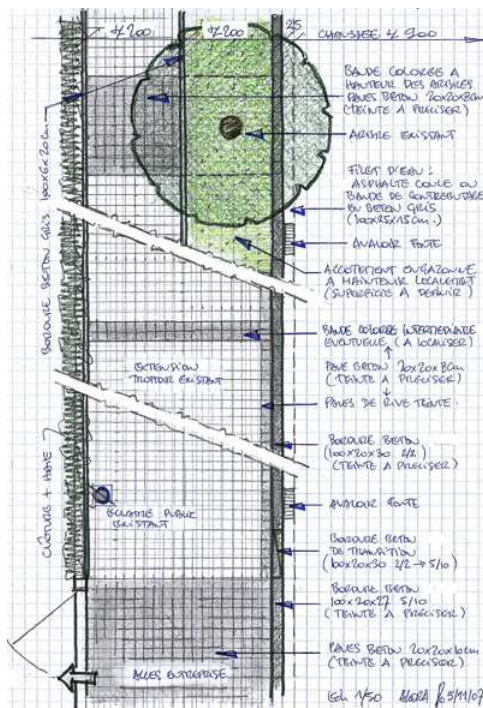 +/- 200
+/- 200
25
CHAUSSEE +/- 500
BANDE COLOREE A
HAUTEUR DES ARBRES
PAVES BETON 20x20x8cm
(TEINTE A PRECISER)
ARBRE EXISTANT
FILET D'EAU :
ASPHALTE COULE OU
BANDE DE CONTREBUTAGE
EN BETON GRIS
(100x25x15cm.)
AVALOIR FONTE
ACCOTEMENT ENGAZONNE
A MAINTENIR LOCALEMENT
(SUPERFICIE A DEFINIR)
BANDE COLOREE INTERMEDIAIRE
EVENTUELLE (A LOCALISER)
PAVE BETON 20x20x8cm
(TEINTE A PRECISER)
PAVES DE RIVE TEINTE.
BORDURE BETON
(100x20x30 2/2)
(TEINTE A PRECISER)
AVALOIR FONTE
BORDURE BETON
DE TRANSITION
(100x20x30 2/2 → 5/10)
BORDURE BETON
100x20x27 5/10
(TEINTE A PRECISER)
PAVES BETON 20x20x10cm
(TEINTE A PRECISER)
Ech. 1/50 AGORA 5/11/07
BORDURE BETON GRIS 100x6x20cm
EXTENSION
TROTTOIR EXISTANT
CLÔTURE + HAIE
ECLAIRAGE PUBLIC
EXISTANT
ACCES ENTREPRISE